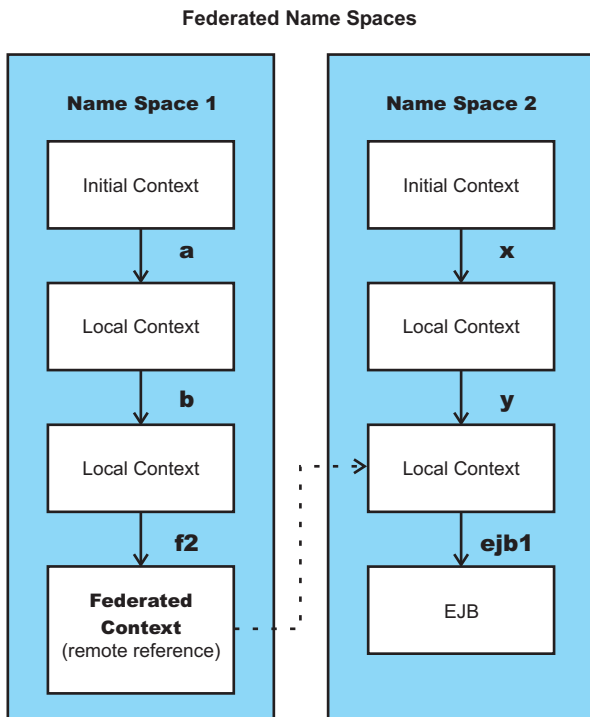 Federated Name Spaces
Name Space 1
Initial Context
a
Local Context
b
Local Context
f2
Federated
Context
(remote reference)
Name Space 2
Initial Context
x
Local Context
y
Local Context
ejb1
EJB